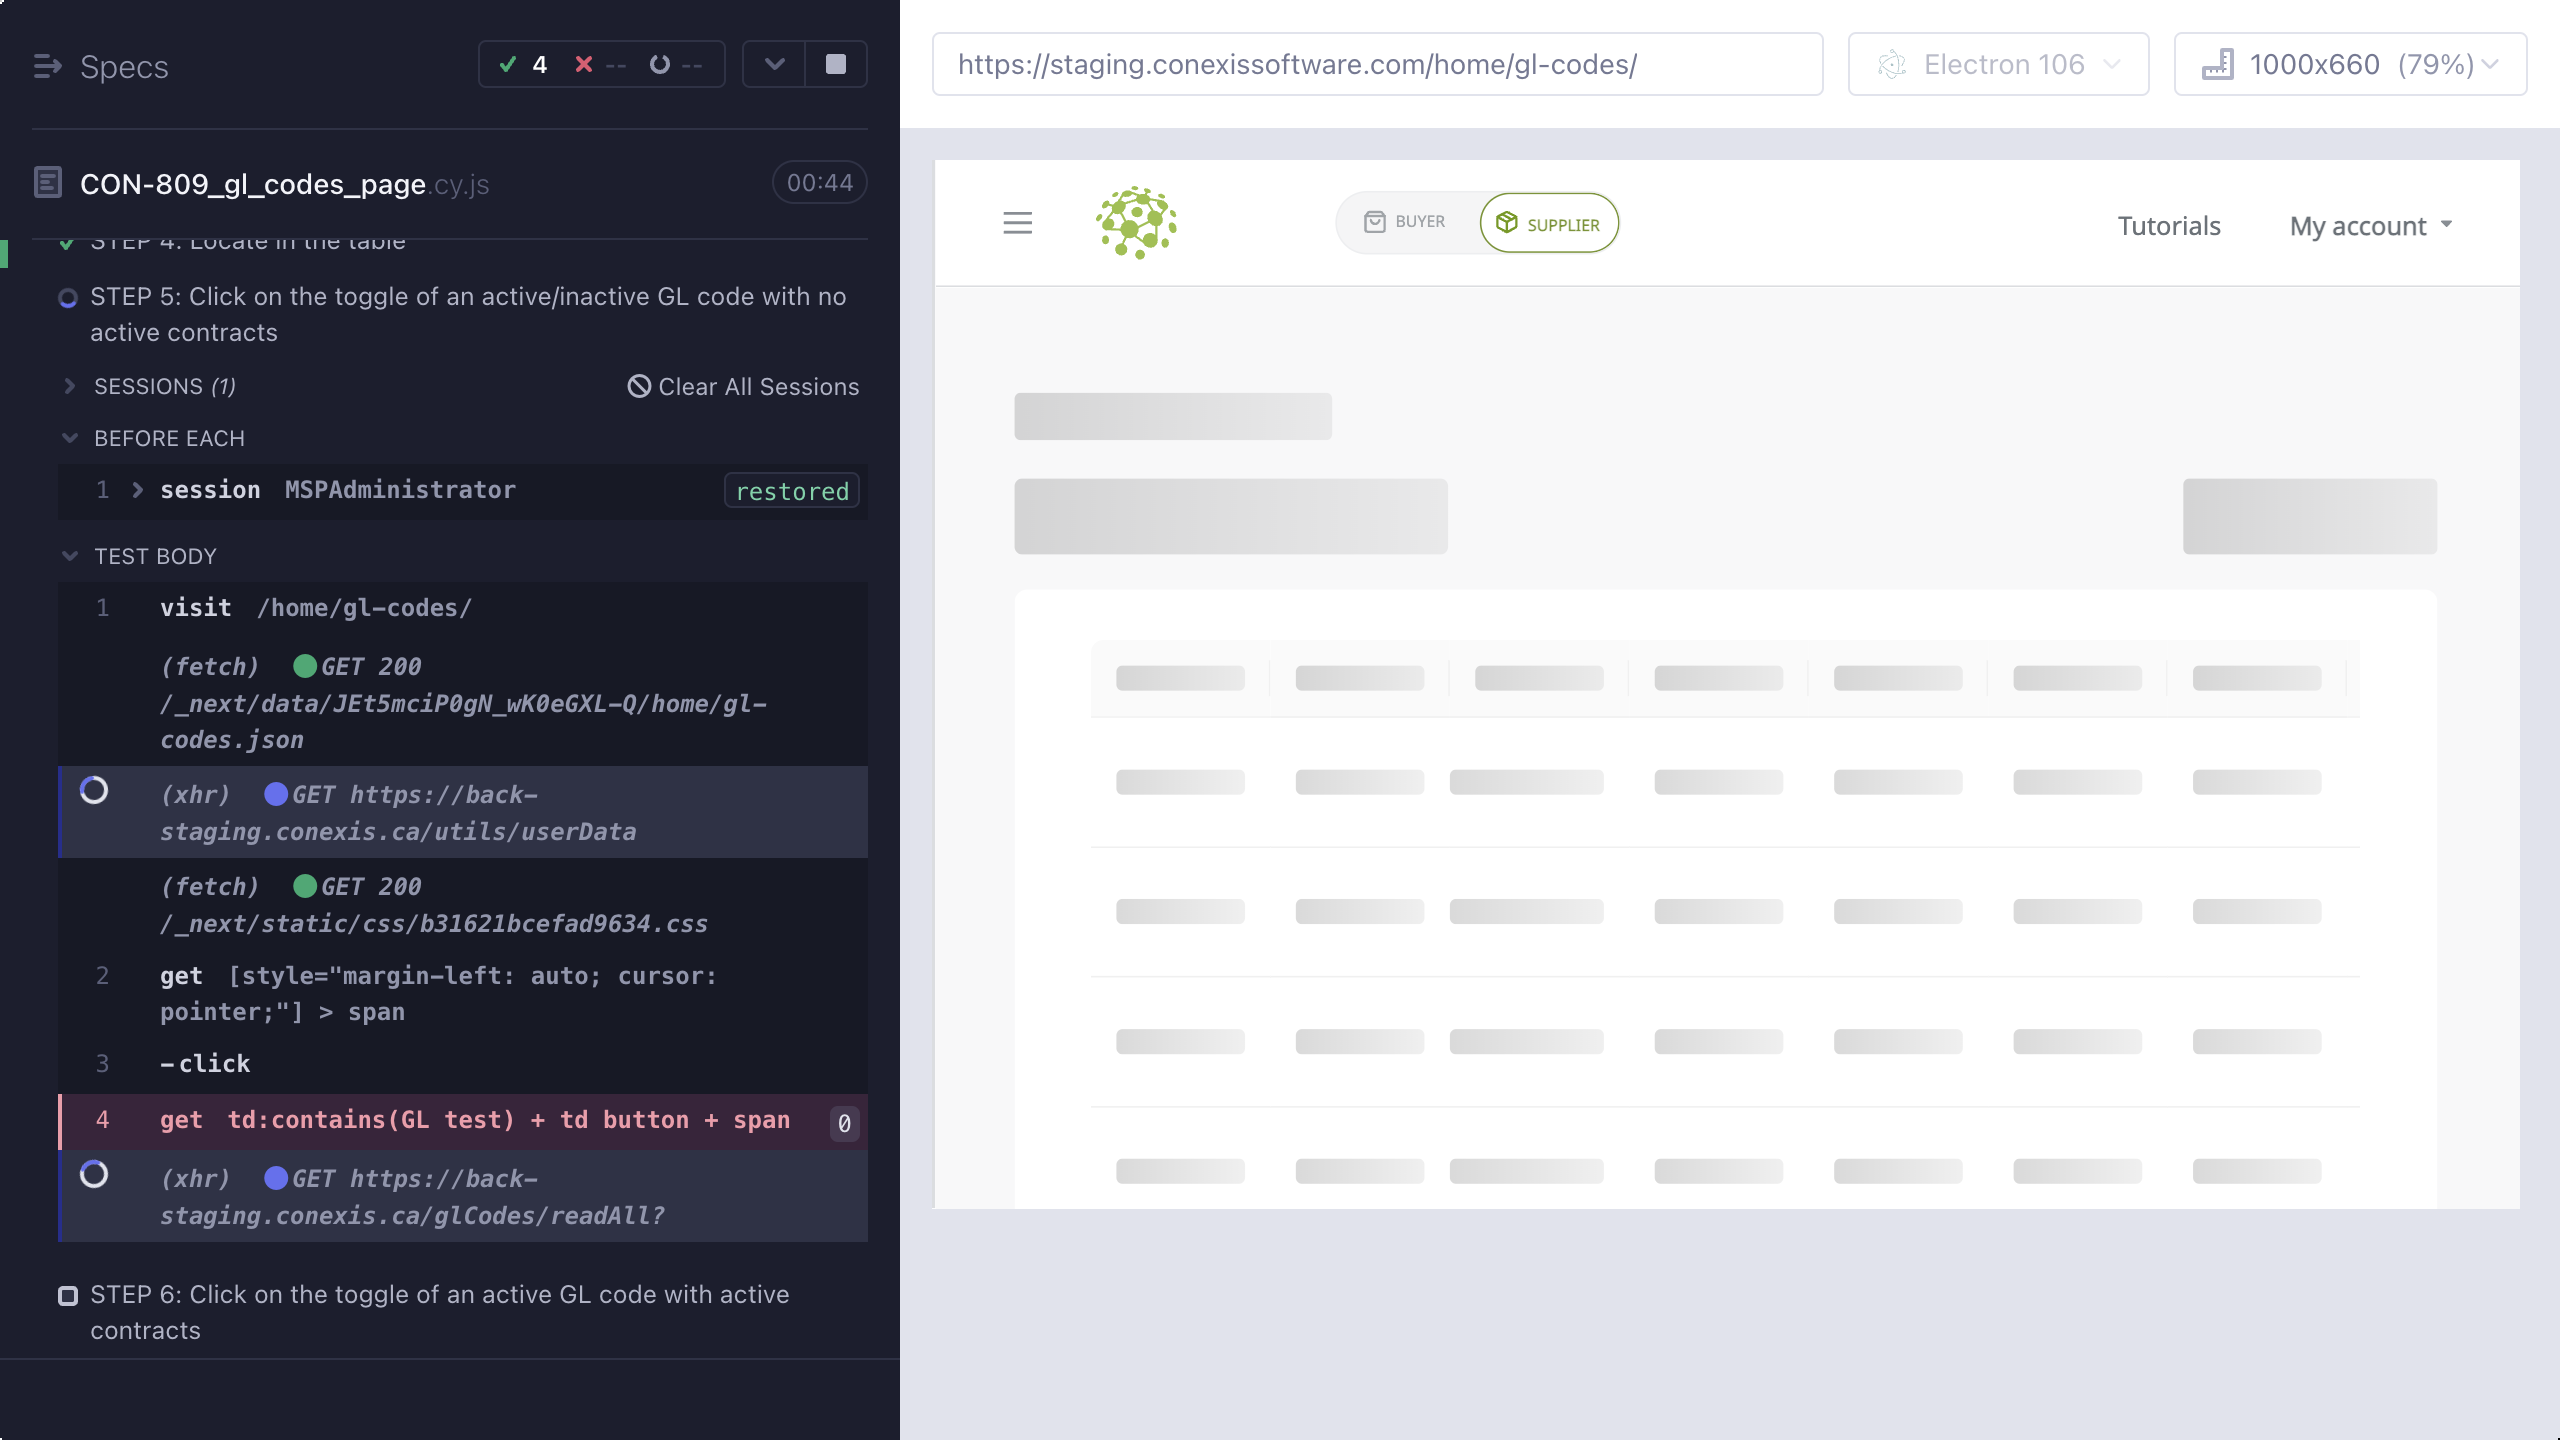 Specs
4
--
--
CON-809_gl_codes_page.cy.js
00:44
STEP 4: Locate in the table
STEP 5: Click on the toggle of an active/inactive GL code with no
active contracts
SESSIONS (1)
Clear All Sessions
BEFORE EACH
1 session MSPAdministrator restored
TEST BODY
1 visit /home/gl-codes/
(fetch) GET 200
/_next/data/JEt5mciP0gN_wK0eGXL-Q/home/gl-
codes.json
(xhr) GET https://back-
staging.conexis.ca/utils/userData
(fetch) GET 200
/_next/static/css/b31621bcefad9634.css
2 get [style="margin-left: auto; cursor:
pointer;"] > span
3 -click
4 get td:contains(GL test) + td button + span 0
(xhr) GET https://back-
staging.conexis.ca/glCodes/readAll?
STEP 6: Click on the toggle of an active GL code with active
contracts
https://staging.conexissoftware.com/home/gl-codes/
Electron 106
1000x660 (79%)
BUYER
SUPPLIER
Tutorials
My account